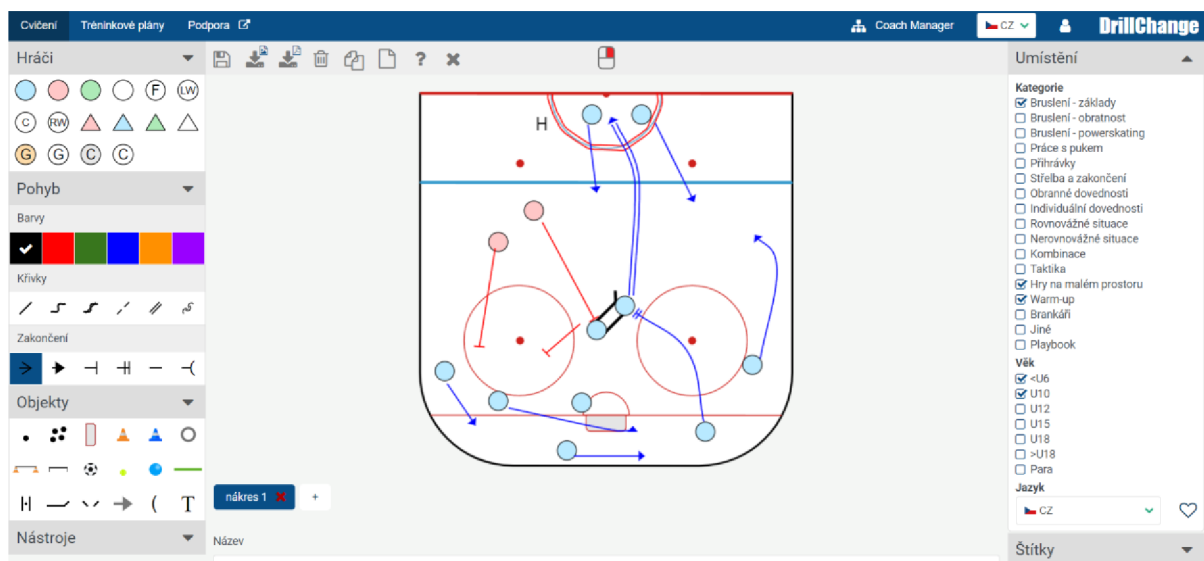 Cvičení Tréninkové plány Podpora Coach Manager CZ DrillChange
Hráči
F LW
C RW
G G C C
Pohyb
Barvy
Křivky
Zakončení
Objekty
T
Nástroje
?
H
nákres 1 +
Název
Umístění
Kategorie
Bruslení - základy
Bruslení - obratnost
Bruslení - powerskating
Práce s pukem
Přihrávky
Střelba a zakončení
Obranné dovednosti
Individuální dovednosti
Rovnovážné situace
Nerovnovážné situace
Kombinace
Taktika
Hry na malém prostoru
Warm-up
Brankáři
Jiné
Playbook
Věk
<U6
U10
U12
U15
U18
>U18
Para
Jazyk
CZ
Štítky